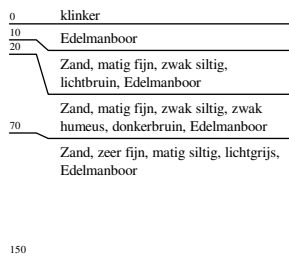 0 klinker
10 Edelmanboor
20
Zand, matig fijn, zwak siltig,
lichtbruin, Edelmanboor
Zand, matig fijn, zwak siltig, zwak
humeus, donkerbruin, Edelmanboor
70
Zand, zeer fijn, matig siltig, lichtgrijs,
Edelmanboor
150